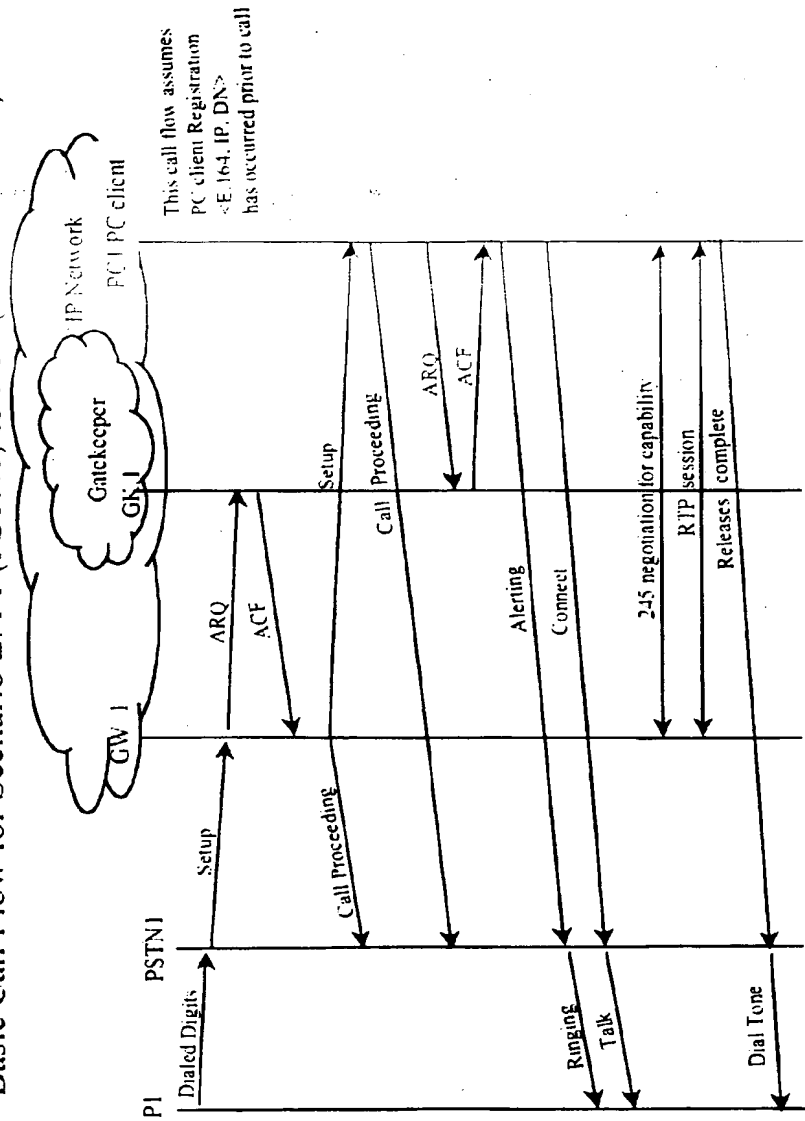 Basic Call Flow for Scenario
IP Network
Gatekeeper
PC1 PC client
GW 1
GK 1
P1
PSTN1
This call flow assumes
PC client Registration
<E.164, IP, DN>
has occurred prior to call
Dialed Digits
Setup
ARQ
ACF
Setup
Call Proceeding
Call Proceeding
ARQ
ACF
Alerting
Ringing
Connect
Talk
245 negotiation for capability
RTP session
Releases complete
Dial Tone